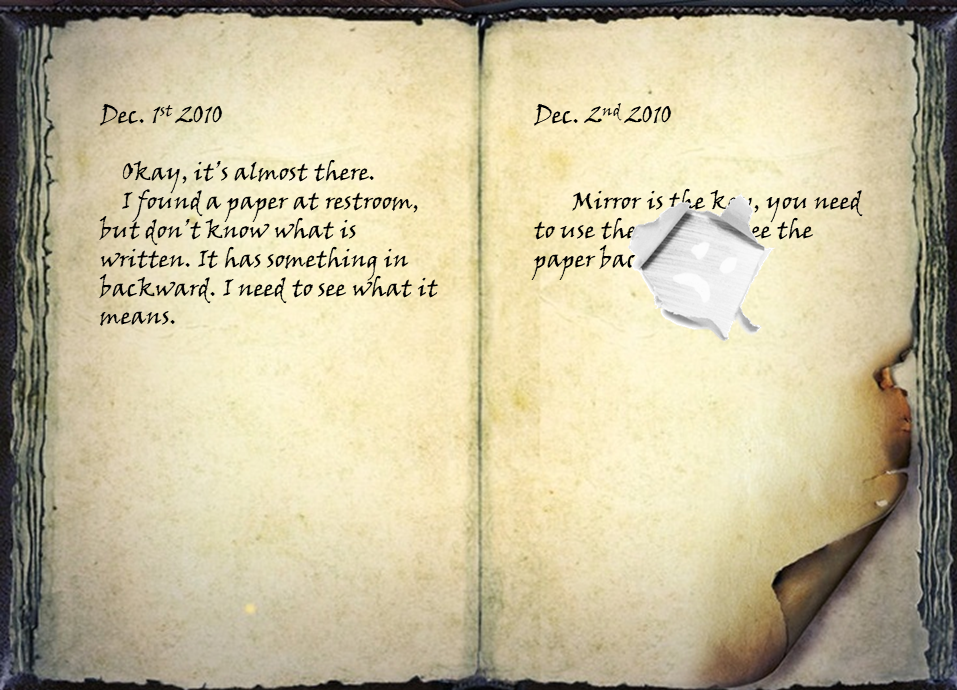 Dec. 1st 2010
Okay, it's almost there.
I found a paper at restroom,
but don't know what is
written. It has something in
backward. I need to see what it
means.
Dec. 2nd 2010
Mirror is the key, you need
to use the see the
paper